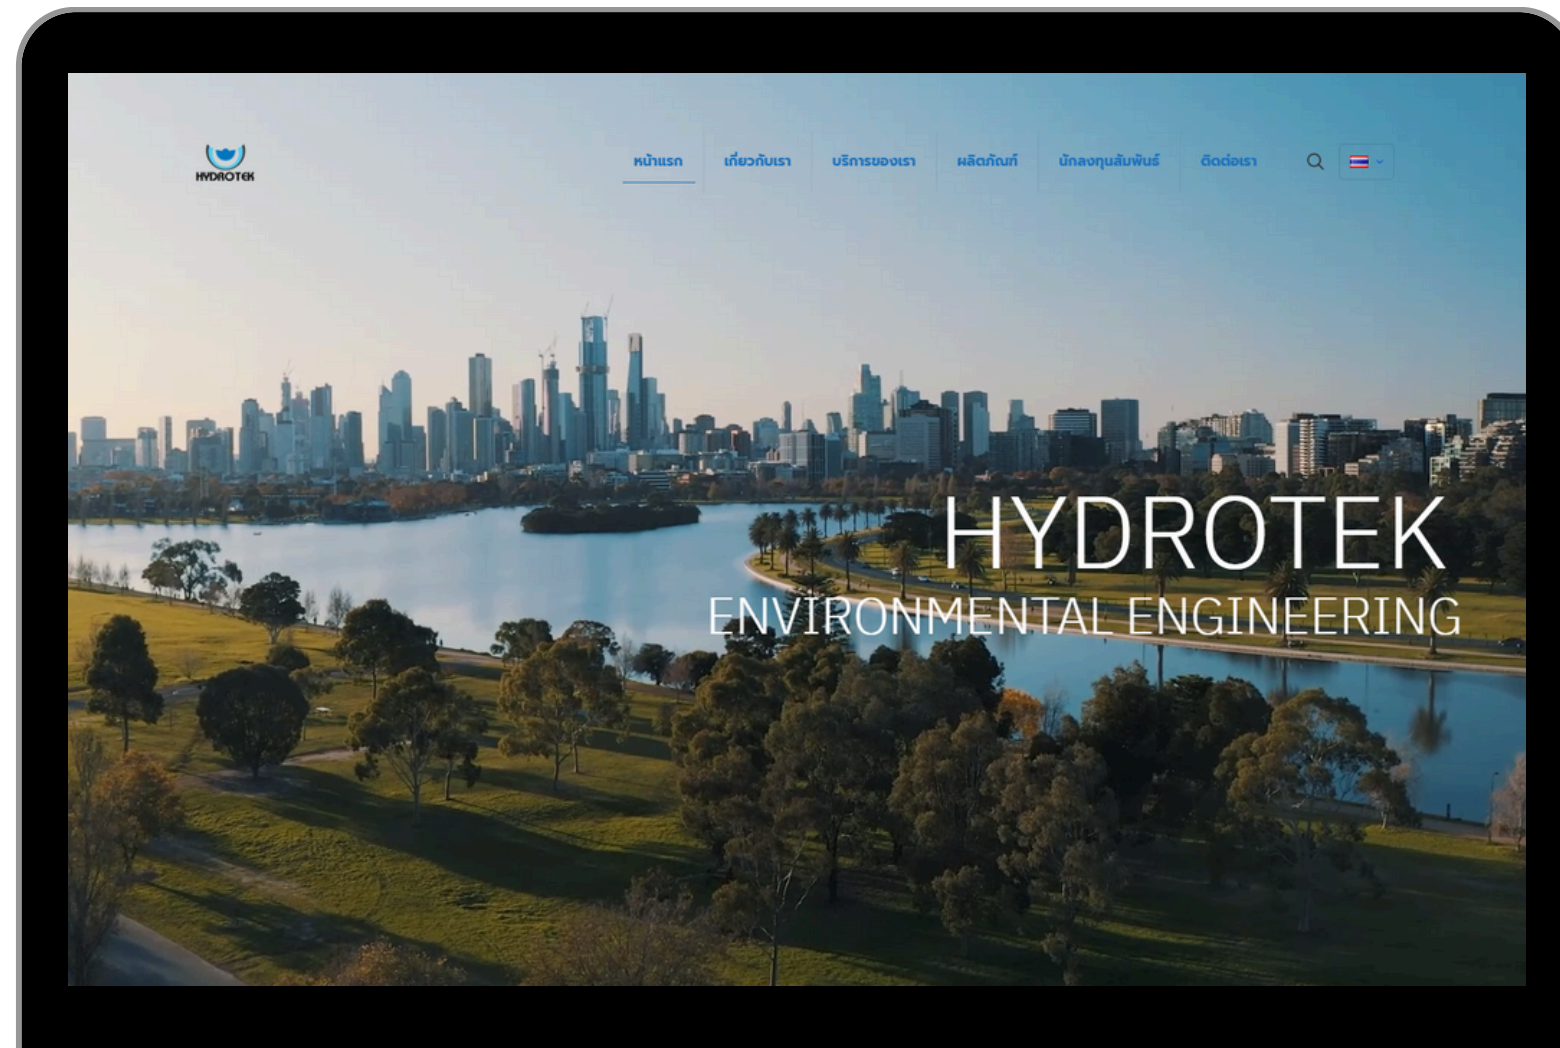 HYDROTEK
หน้าแรก เกี่ยวกับเรา บริการของเรา ผลิตภัณฑ์ นักลงทุนสัมพันธ์ ติดต่อเรา
HYDROTEK
ENVIRONMENTAL ENGINEERING